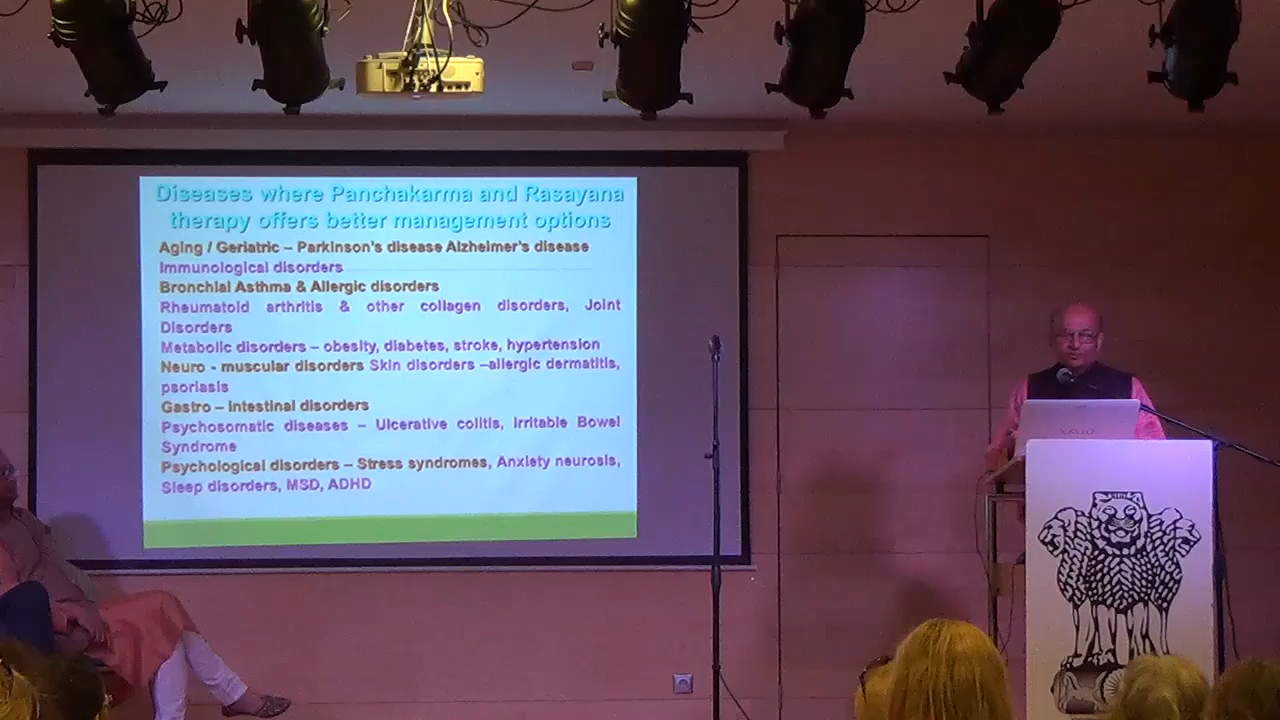 Diseases where Panchakarma and Rasayana
therapy offers better management options
Aging / Geriatric – Parkinson's disease Alzheimer's disease
Immunological disorders
Bronchial Asthma & Allergic disorders
Rheumatoid arthritis & other collagen disorders, Joint
Disorders
Metabolic disorders – obesity, diabetes, stroke, hypertension
Neuro - muscular disorders Skin disorders –allergic dermatitis,
psoriasis
Gastro – Intestinal disorders
Psychosomatic diseases – Ulcerative colitis, Irritable Bowel
Syndrome
Psychological disorders – Stress syndromes, Anxiety neurosis,
Sleep disorders, MSD, ADHD
VAIO